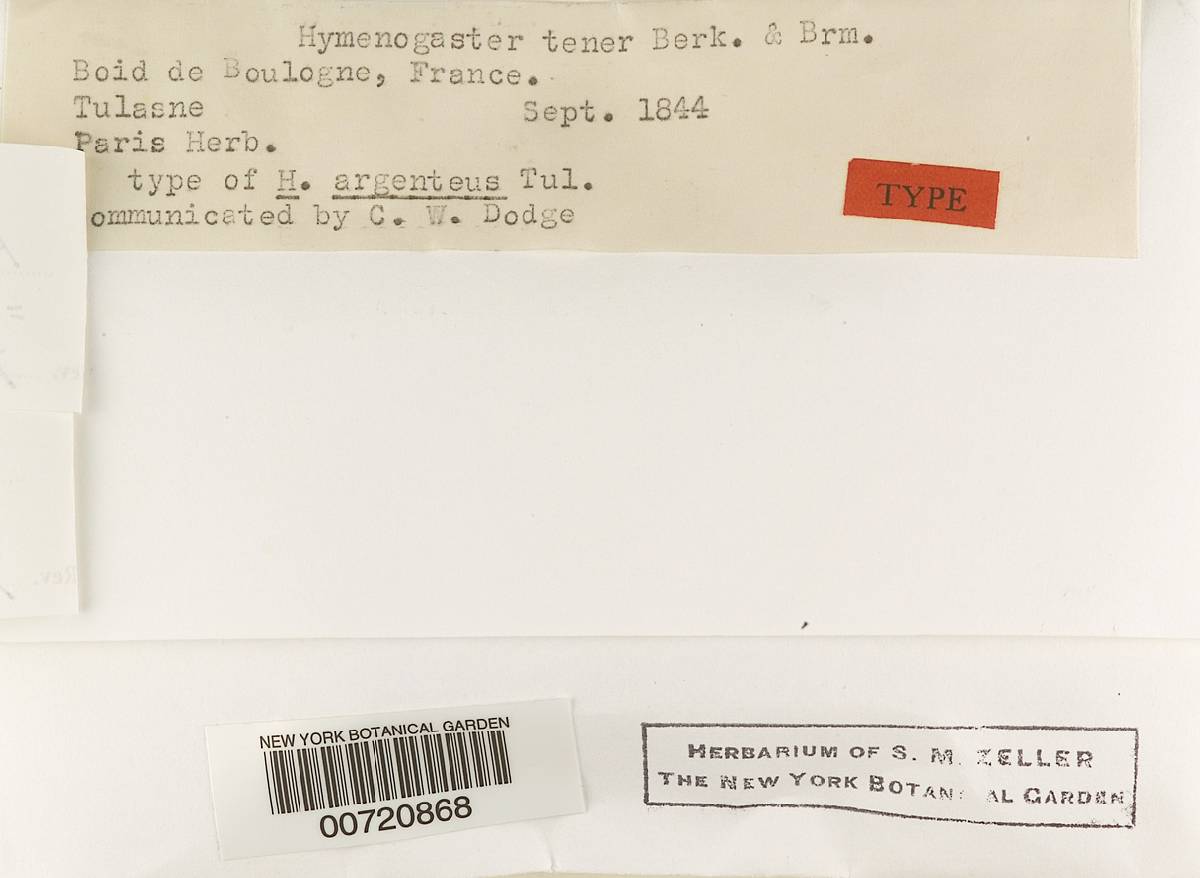 Hymenogaster tener Berk. & Brm.
Boid de Boulogne, France.
Tulasne Sept. 1844
Paris Herb.
type of H. argenteus Tul.
ommunicated by C. W. Dodge
TYPE
Rev.
NEW YORK BOTANICAL GARDEN
00720868
HERBARIUM OF S. M. ZELLER
THE NEW YORK BOTAN AL GARDEN